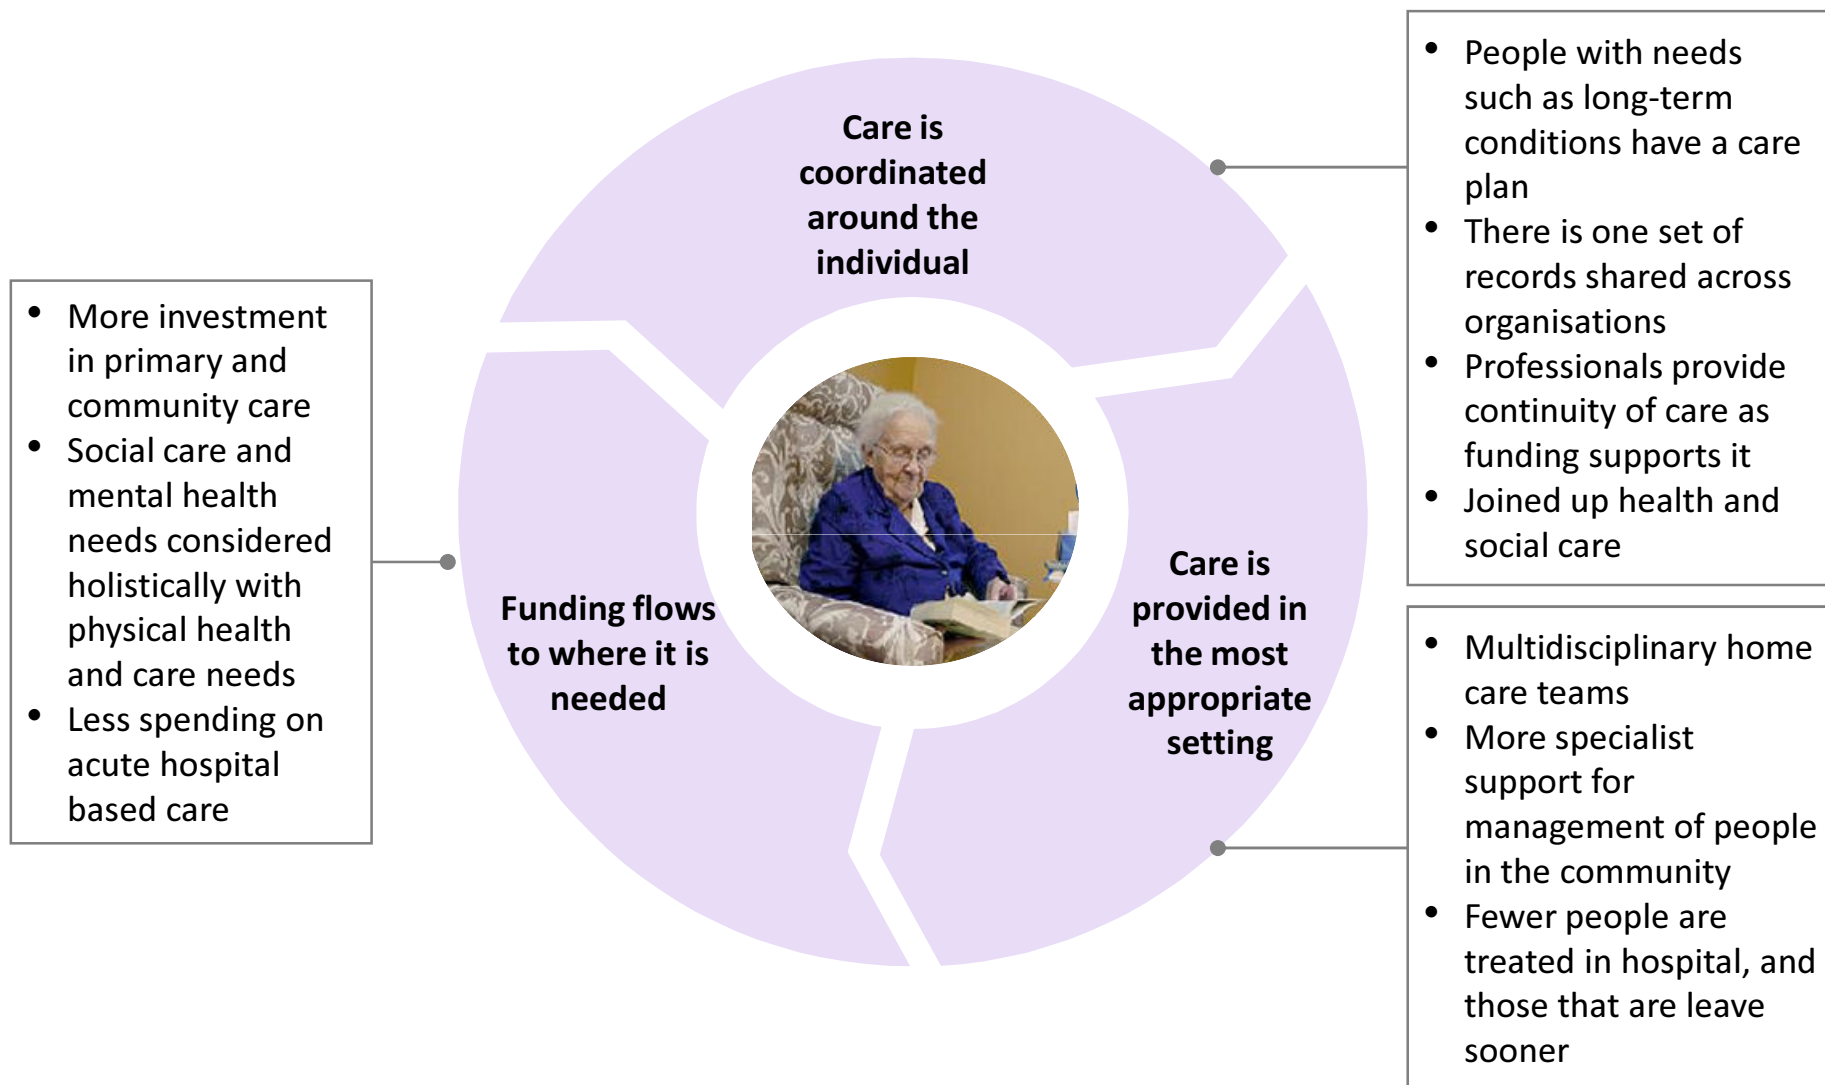 Care is
coordinated
around the
individual
• People with needs
such as long-term
conditions have a care
plan
• There is one set of
records shared across
organisations
• Professionals provide
continuity of care as
funding supports it
• Joined up health and
social care
Care is
provided in
the most
appropriate
setting
• Multidisciplinary home
care teams
• More specialist
support for
management of people
in the community
• Fewer people are
treated in hospital, and
those that are leave
sooner
Funding flows
to where it is
needed
• More investment
in primary and
community care
• Social care and
mental health
needs considered
holistically with
physical health
and care needs
• Less spending on
acute hospital
based care